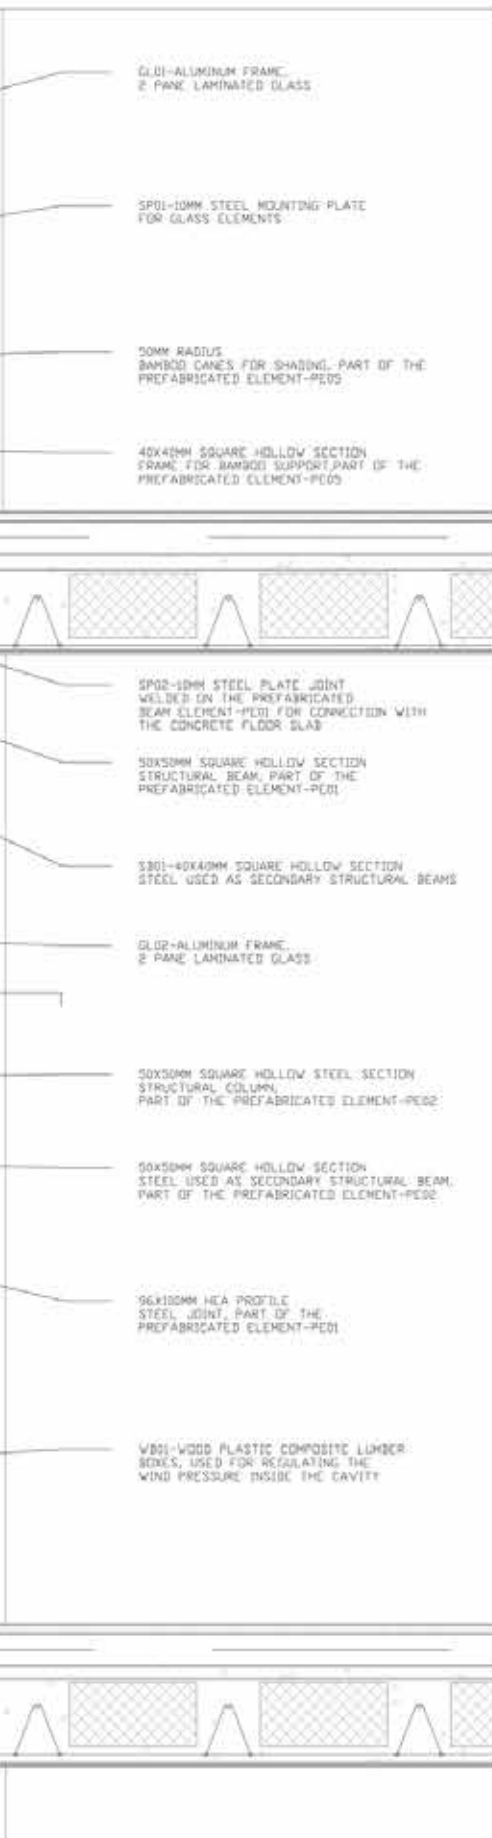 GL01-ALUMINUM FRAME,
2 PANE LAMINATED GLASS
SP01-10MM STEEL MOUNTING PLATE
FOR GLASS ELEMENTS
50MM RADIUS
BAMBOO CANES FOR SHADING, PART OF THE
PREFABRICATED ELEMENT-PE05
40X40MM SQUARE HOLLOW SECTION
FRAME FOR BAMBOO SUPPORT,PART OF THE
PREFABRICATED ELEMENT-PE05
SP02-10MM STEEL PLATE JOINT
WELDED ON THE PREFABRICATED
BEAM ELEMENT-PE01 FOR CONNECTION WITH
THE CONCRETE FLOOR SLAB
50X50MM SQUARE HOLLOW SECTION
STRUCTURAL BEAM, PART OF THE
PREFABRICATED ELEMENT-PE01
SB01-40X40MM SQUARE HOLLOW SECTION
STEEL USED AS SECONDARY STRUCTURAL BEAMS
GL02-ALUMINUM FRAME,
2 PANE LAMINATED GLASS
50X50MM SQUARE HOLLOW STEEL SECTION
STRUCTURAL COLUMN,
PART OF THE PREFABRICATED ELEMENT-PE02
50X50MM SQUARE HOLLOW SECTION
STEEL USED AS SECONDARY STRUCTURAL BEAM,
PART OF THE PREFABRICATED ELEMENT-PE02
96X100MM HEA PROFILE
STEEL JOINT, PART OF THE
PREFABRICATED ELEMENT-PE01
WB01-WOOD PLASTIC COMPOSITE LUMBER
BOXES, USED FOR REGULATING THE
WIND PRESSURE INSIDE THE CAVITY